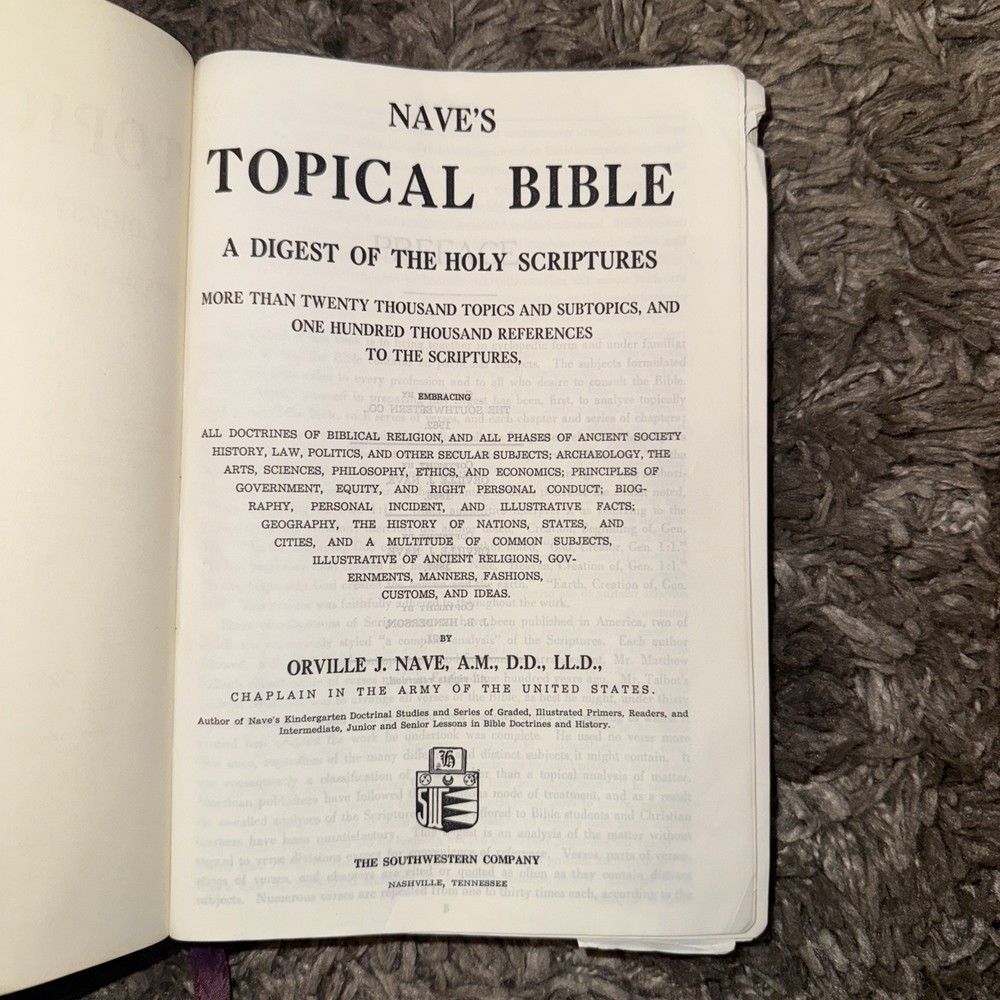 NAVE'S
TOPICAL BIBLE
A DIGEST OF THE HOLY SCRIPTURES
MORE THAN TWENTY THOUSAND TOPICS AND SUBTOPICS, AND
ONE HUNDRED THOUSAND REFERENCES
TO THE SCRIPTURES,
EMBRACING
ALL DOCTRINES OF BIBLICAL RELIGION, AND ALL PHASES OF ANCIENT SOCIETY
HISTORY, LAW, POLITICS, AND OTHER SECULAR SUBJECTS; ARCHAEOLOGY, THE
ARTS, SCIENCES, PHILOSOPHY, ETHICS, AND ECONOMICS; PRINCIPLES OF
GOVERNMENT, EQUITY, AND RIGHT PERSONAL CONDUCT; BIOG-
RAPHY, PERSONAL INCIDENT, AND ILLUSTRATIVE FACTS;
GEOGRAPHY, THE HISTORY OF NATIONS, STATES, AND
CITIES, AND A MULTITUDE OF COMMON SUBJECTS,
ILLUSTRATIVE OF ANCIENT RELIGIONS, GOV-
ERNMENTS, MANNERS, FASHIONS,
CUSTOMS, AND IDEAS.
BY
ORVILLE J. NAVE, A.M., D.D., LL.D.,
CHAPLAIN IN THE ARMY OF THE UNITED STATES.
Author of Nave's Kindergarten Doctrinal Studies and Series of Graded, Illustrated Primers, Readers, and
Intermediate, Junior and Senior Lessons in Bible Doctrines and History.
THE SOUTHWESTERN COMPANY
NASHVILLE, TENNESSEE